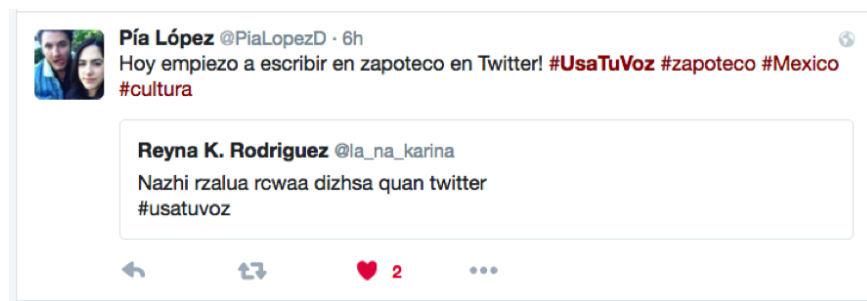 Pía López @PiaLopezD · 6h
Hoy empiezo a escribir en zapoteco en Twitter! #UsaTuVoz #zapoteco #Mexico
#cultura
Reyna K. Rodriguez @la_na_karina
Nazhi rzalua rcwaa dizhsa quan twitter
#usatuvoz
2